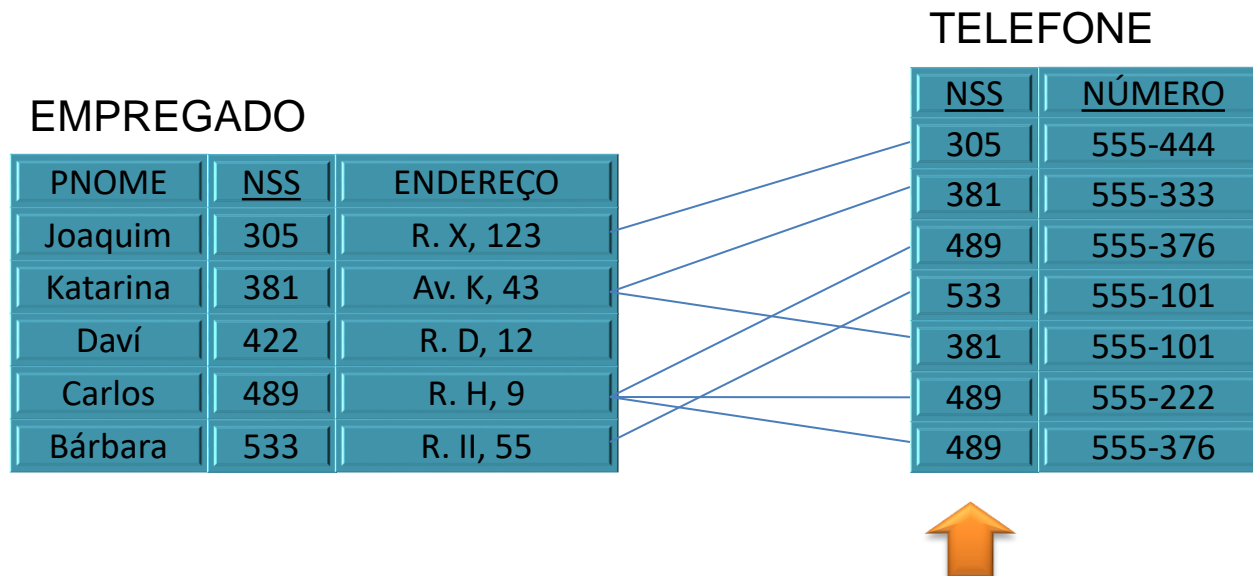 TELEFONE
NSS NÚMERO
305 555-444
381 555-333
489 555-376
533 555-101
381 555-101
489 555-222
489 555-376
EMPREGADO
PNOME NSS ENDEREÇO
Joaquim 305 R. X, 123
Katarina 381 Av. K, 43
Daví 422 R. D, 12
Carlos 489 R. H, 9
Bárbara 533 R. II, 55